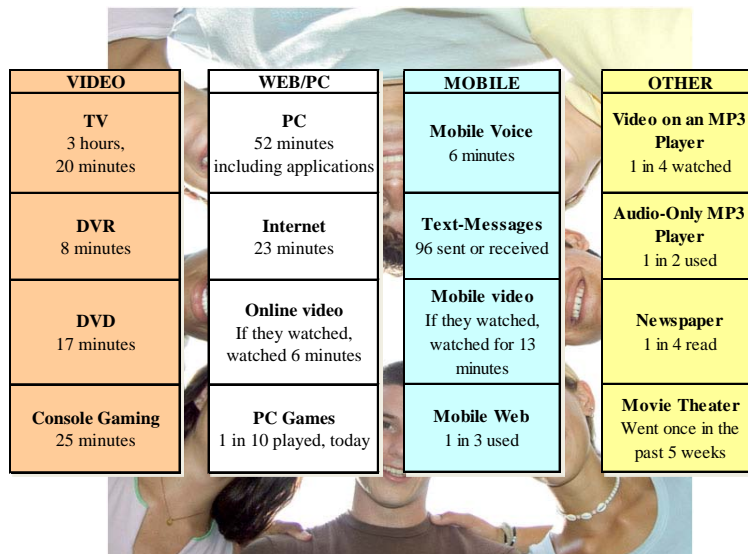 VIDEO
TV
3 hours,
20 minutes
DVR
8 minutes
DVD
17 minutes
Console Gaming
25 minutes
WEB/PC
PC
52 minutes
including applications
Internet
23 minutes
Online video
If they watched,
watched 6 minutes
PC Games
1 in 10 played, today
MOBILE
Mobile Voice
6 minutes
Text-Messages
96 sent or received
Mobile video
If they watched,
watched for 13
minutes
Mobile Web
1 in 3 used
OTHER
Video on an MP3
Player
1 in 4 watched
Audio-Only MP3
Player
1 in 2 used
Newspaper
1 in 4 read
Movie Theater
Went once in the
past 5 weeks